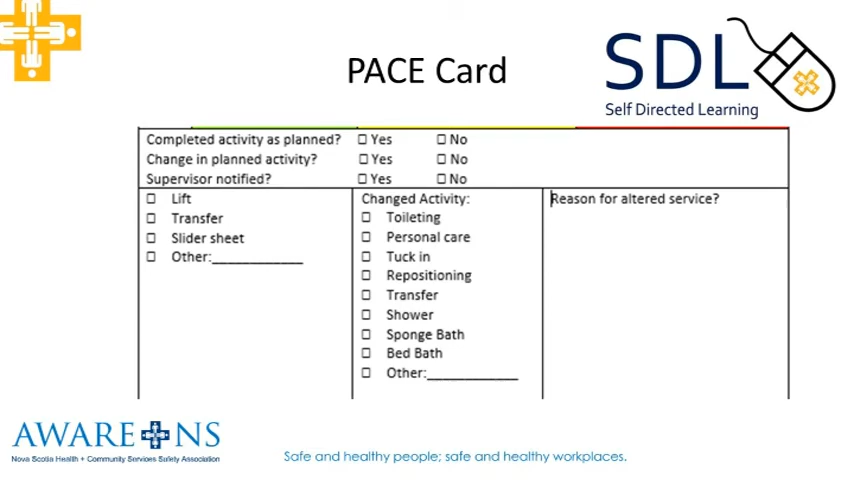 PACE Card
SDL
Self Directed Learning
Completed activity as planned? ☐ Yes ☐ No
Change in planned activity? ☐ Yes ☐ No
Supervisor notified? ☐ Yes ☐ No
☐ Lift
☐ Transfer
☐ Slider sheet
☐ Other:____________
Changed Activity:
☐ Toileting
☐ Personal care
☐ Tuck in
☐ Repositioning
☐ Transfer
☐ Shower
☐ Sponge Bath
☐ Bed Bath
☐ Other:____________
Reason for altered service?
AWARE NS
Nova Scotia Health + Community Services Safety Association
Safe and healthy people; safe and healthy workplaces.